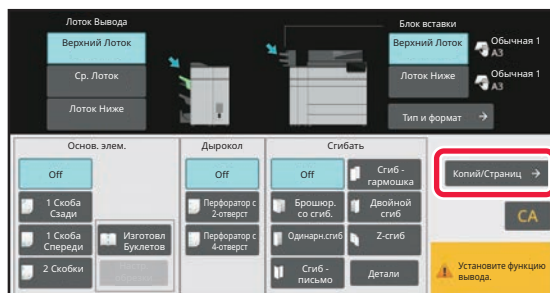 Лоток Вывода
Верхний Лоток
Ср. Лоток
Лоток Ниже
Блок вставки
Верхний Лоток
Обычная 1
A3
Лоток Ниже
Обычная 1
A3
Тип и формат
Основ. элем.
Off
1 Скоба
Сзади
1 Скоба
Спереди
Изготовл
Буклетов
2 Скобки
Дырокол
Off
Перфоратор с
2-отверст
Перфоратор с
4-отверст
Сгибать
Off
Сгиб -
гармошка
Брошюр.
со сгиб.
Двойной
сгиб
Одинарн.сгиб
Z-сгиб
Сгиб -
письмо
Детали
Копий/Страниц
CA
Установите функцию
вывода.